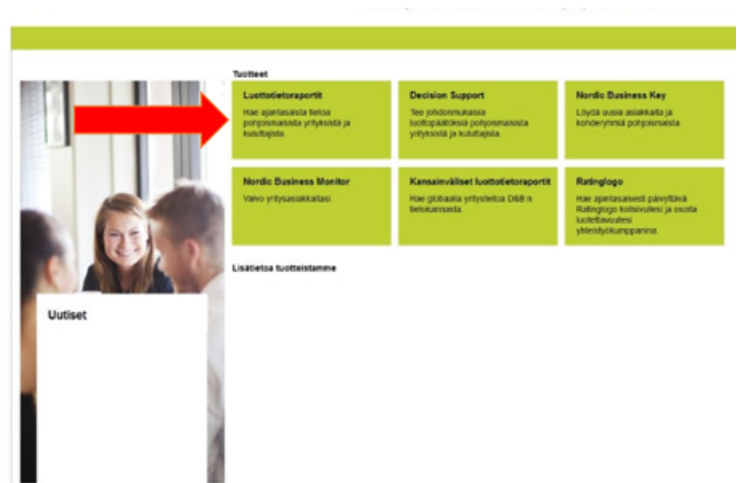 Tuotteet
Luottotietoraportit
Hae ajantasaista tietoa
pohjoismaisista yrityksistä ja
kuluttajista.
Decision Support
Tee johdonmukaisia
luottopäätöksiä pohjoismaisista
yrityksistä ja kuluttajista.
Nordic Business Key
Löydä uusia asiakkaita ja
kohderyhmiä pohjoismaista.
Nordic Business Monitor
Valvo yritysasiakkaitasi.
Kansainväliset luottotietoraportit
Hae globaalia yritystietoa D&B:n
tietokannasta.
Ratinglogo
Hae ajantasaisesti päivyttävä
Ratinglogo kotisivullesi ja osoita
luotettavuutesi
yhteistyökumppanina.
Lisätietoa tuotteistamme
Uutiset